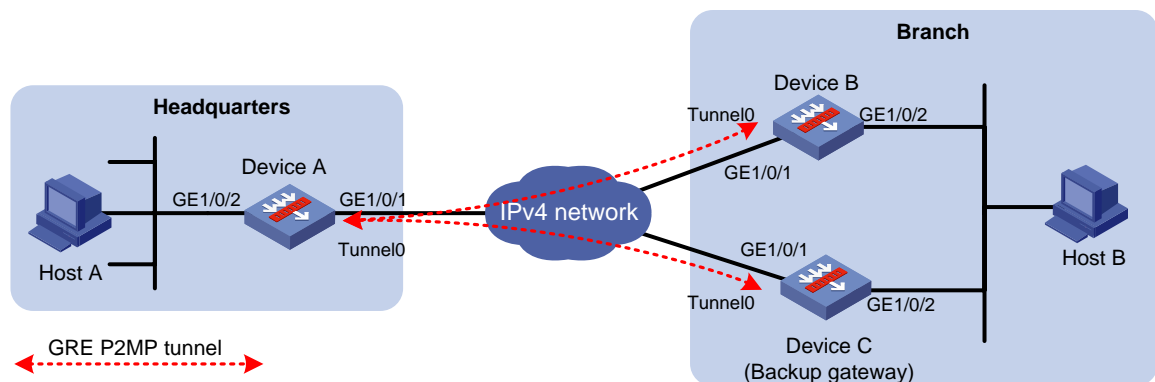 Branch
Headquarters
Device B
Tunnel0
GE1/0/2
GE1/0/1
Device A
GE1/0/2
GE1/0/1
IPv4 network
Tunnel0
Host A
GE1/0/1
Tunnel0
GE1/0/2
Host B
GRE P2MP tunnel
Device C
(Backup gateway)